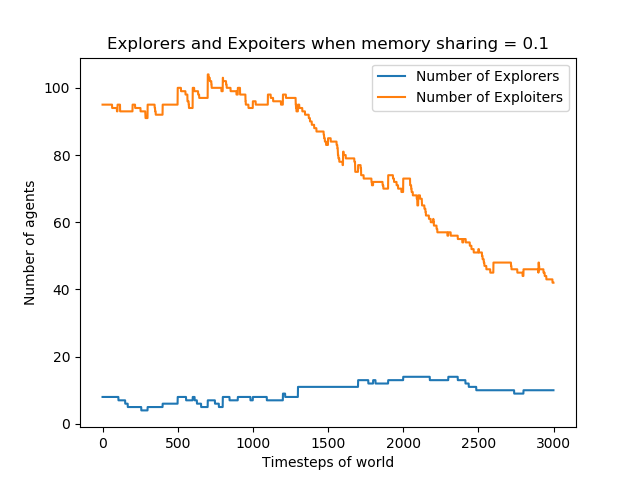 Explorers and Expoiters when memory sharing = 0.1
Number of Explorers
Number of Exploiters
Number of agents
100
80
60
40
20
0
0 500 1000 1500 2000 2500 3000
Timesteps of world